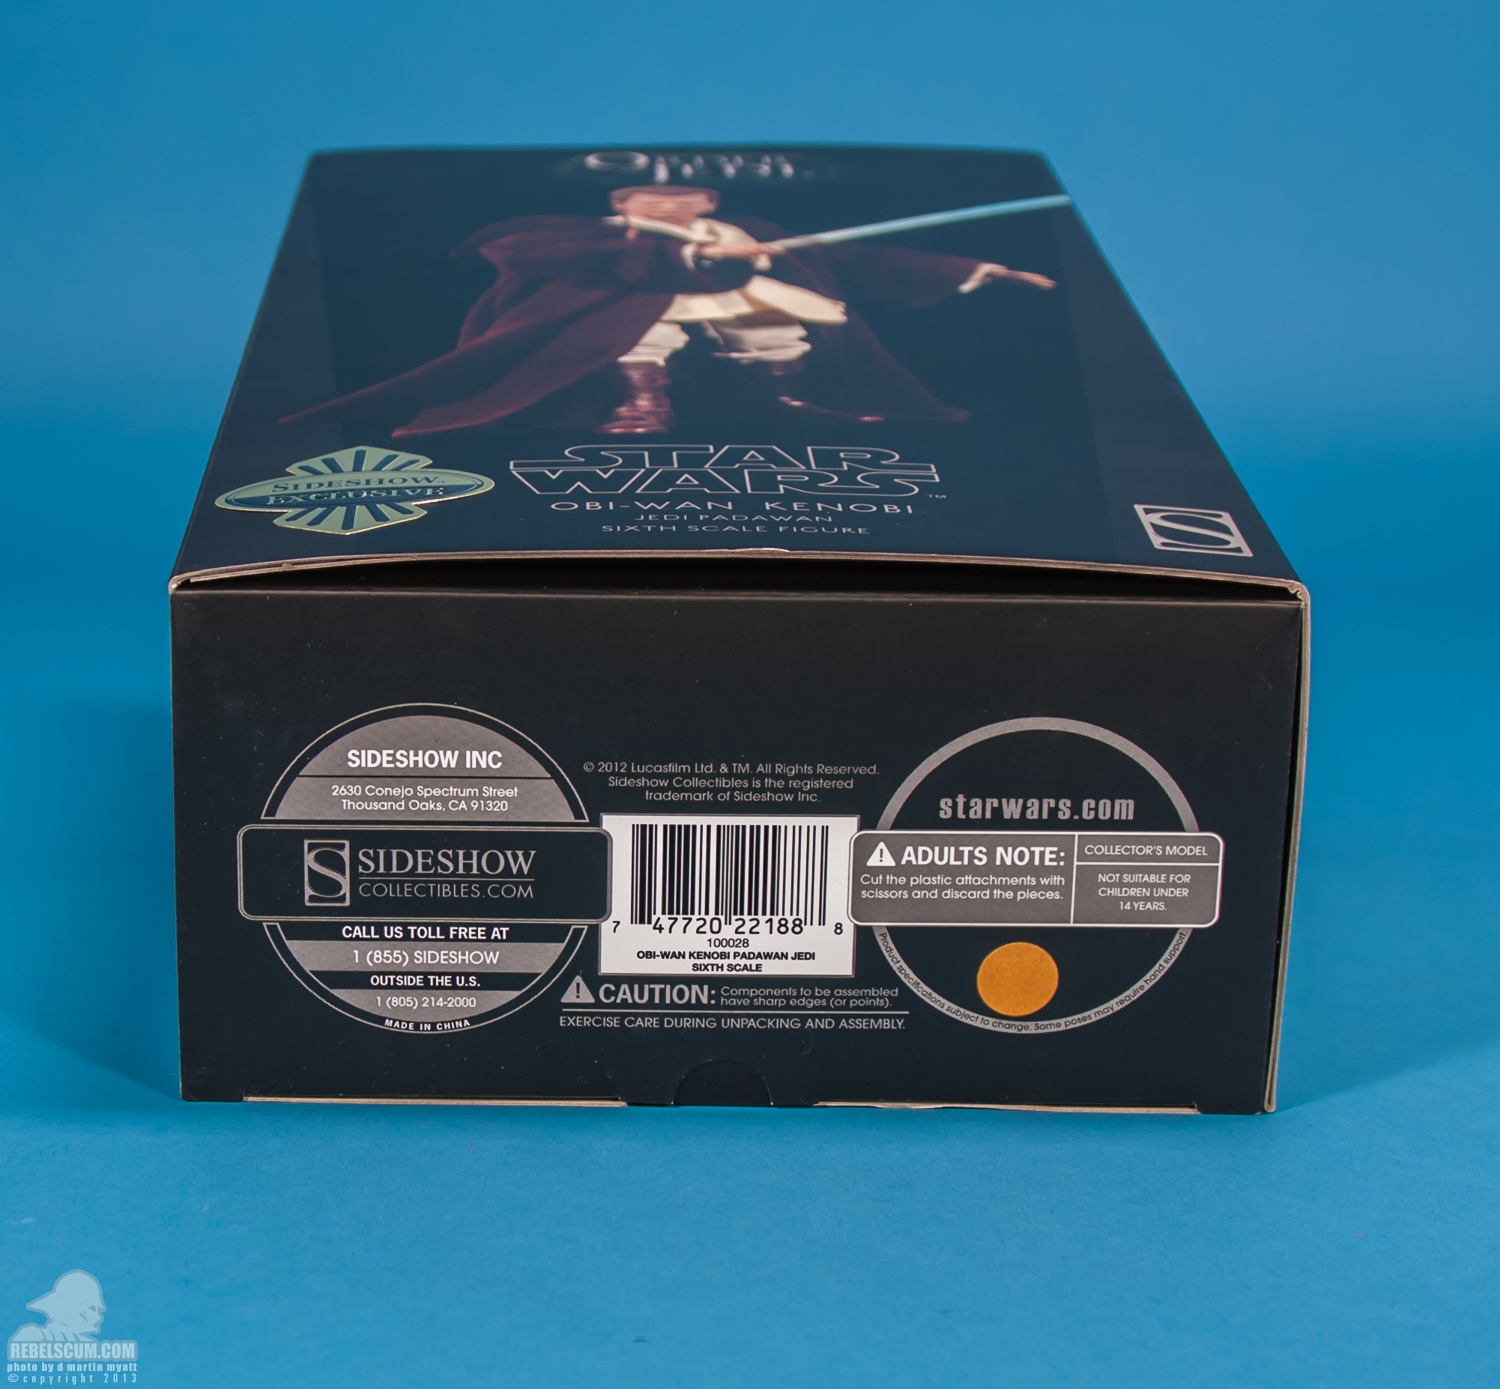 SIDESHOW
EXCLUSIVE
STAR
WARS
TM
OBI-WAN KENOBI
JEDI PADAWAN
SIXTH SCALE FIGURE
SIDESHOW INC
2630 Conejo Spectrum Street
Thousand Oaks, CA 91320
SIDESHOW
COLLECTIBLES.COM
CALL US TOLL FREE AT
1 (855) SIDESHOW
OUTSIDE THE U.S.
1 (805) 214-2000
MADE IN CHINA
© 2012 Lucasfilm Ltd. & TM. All Rights Reserved.
Sideshow Collectibles is the registered
trademark of Sideshow Inc.
7 47720 22188 8
100028
OBI-WAN KENOBI PADAWAN JEDI
SIXTH SCALE
CAUTION: Components to be assembled
have sharp edges (or points).
EXERCISE CARE DURING UNPACKING AND ASSEMBLY.
starwars.com
ADULTS NOTE:
Cut the plastic attachments with
scissors and discard the pieces.
COLLECTOR'S MODEL
NOT SUITABLE FOR
CHILDREN UNDER
14 YEARS.
Product specifications subject to change. Some poses may require hand support.
REBELSCUM.COM
photo by d martin myatt
©copyright 2013